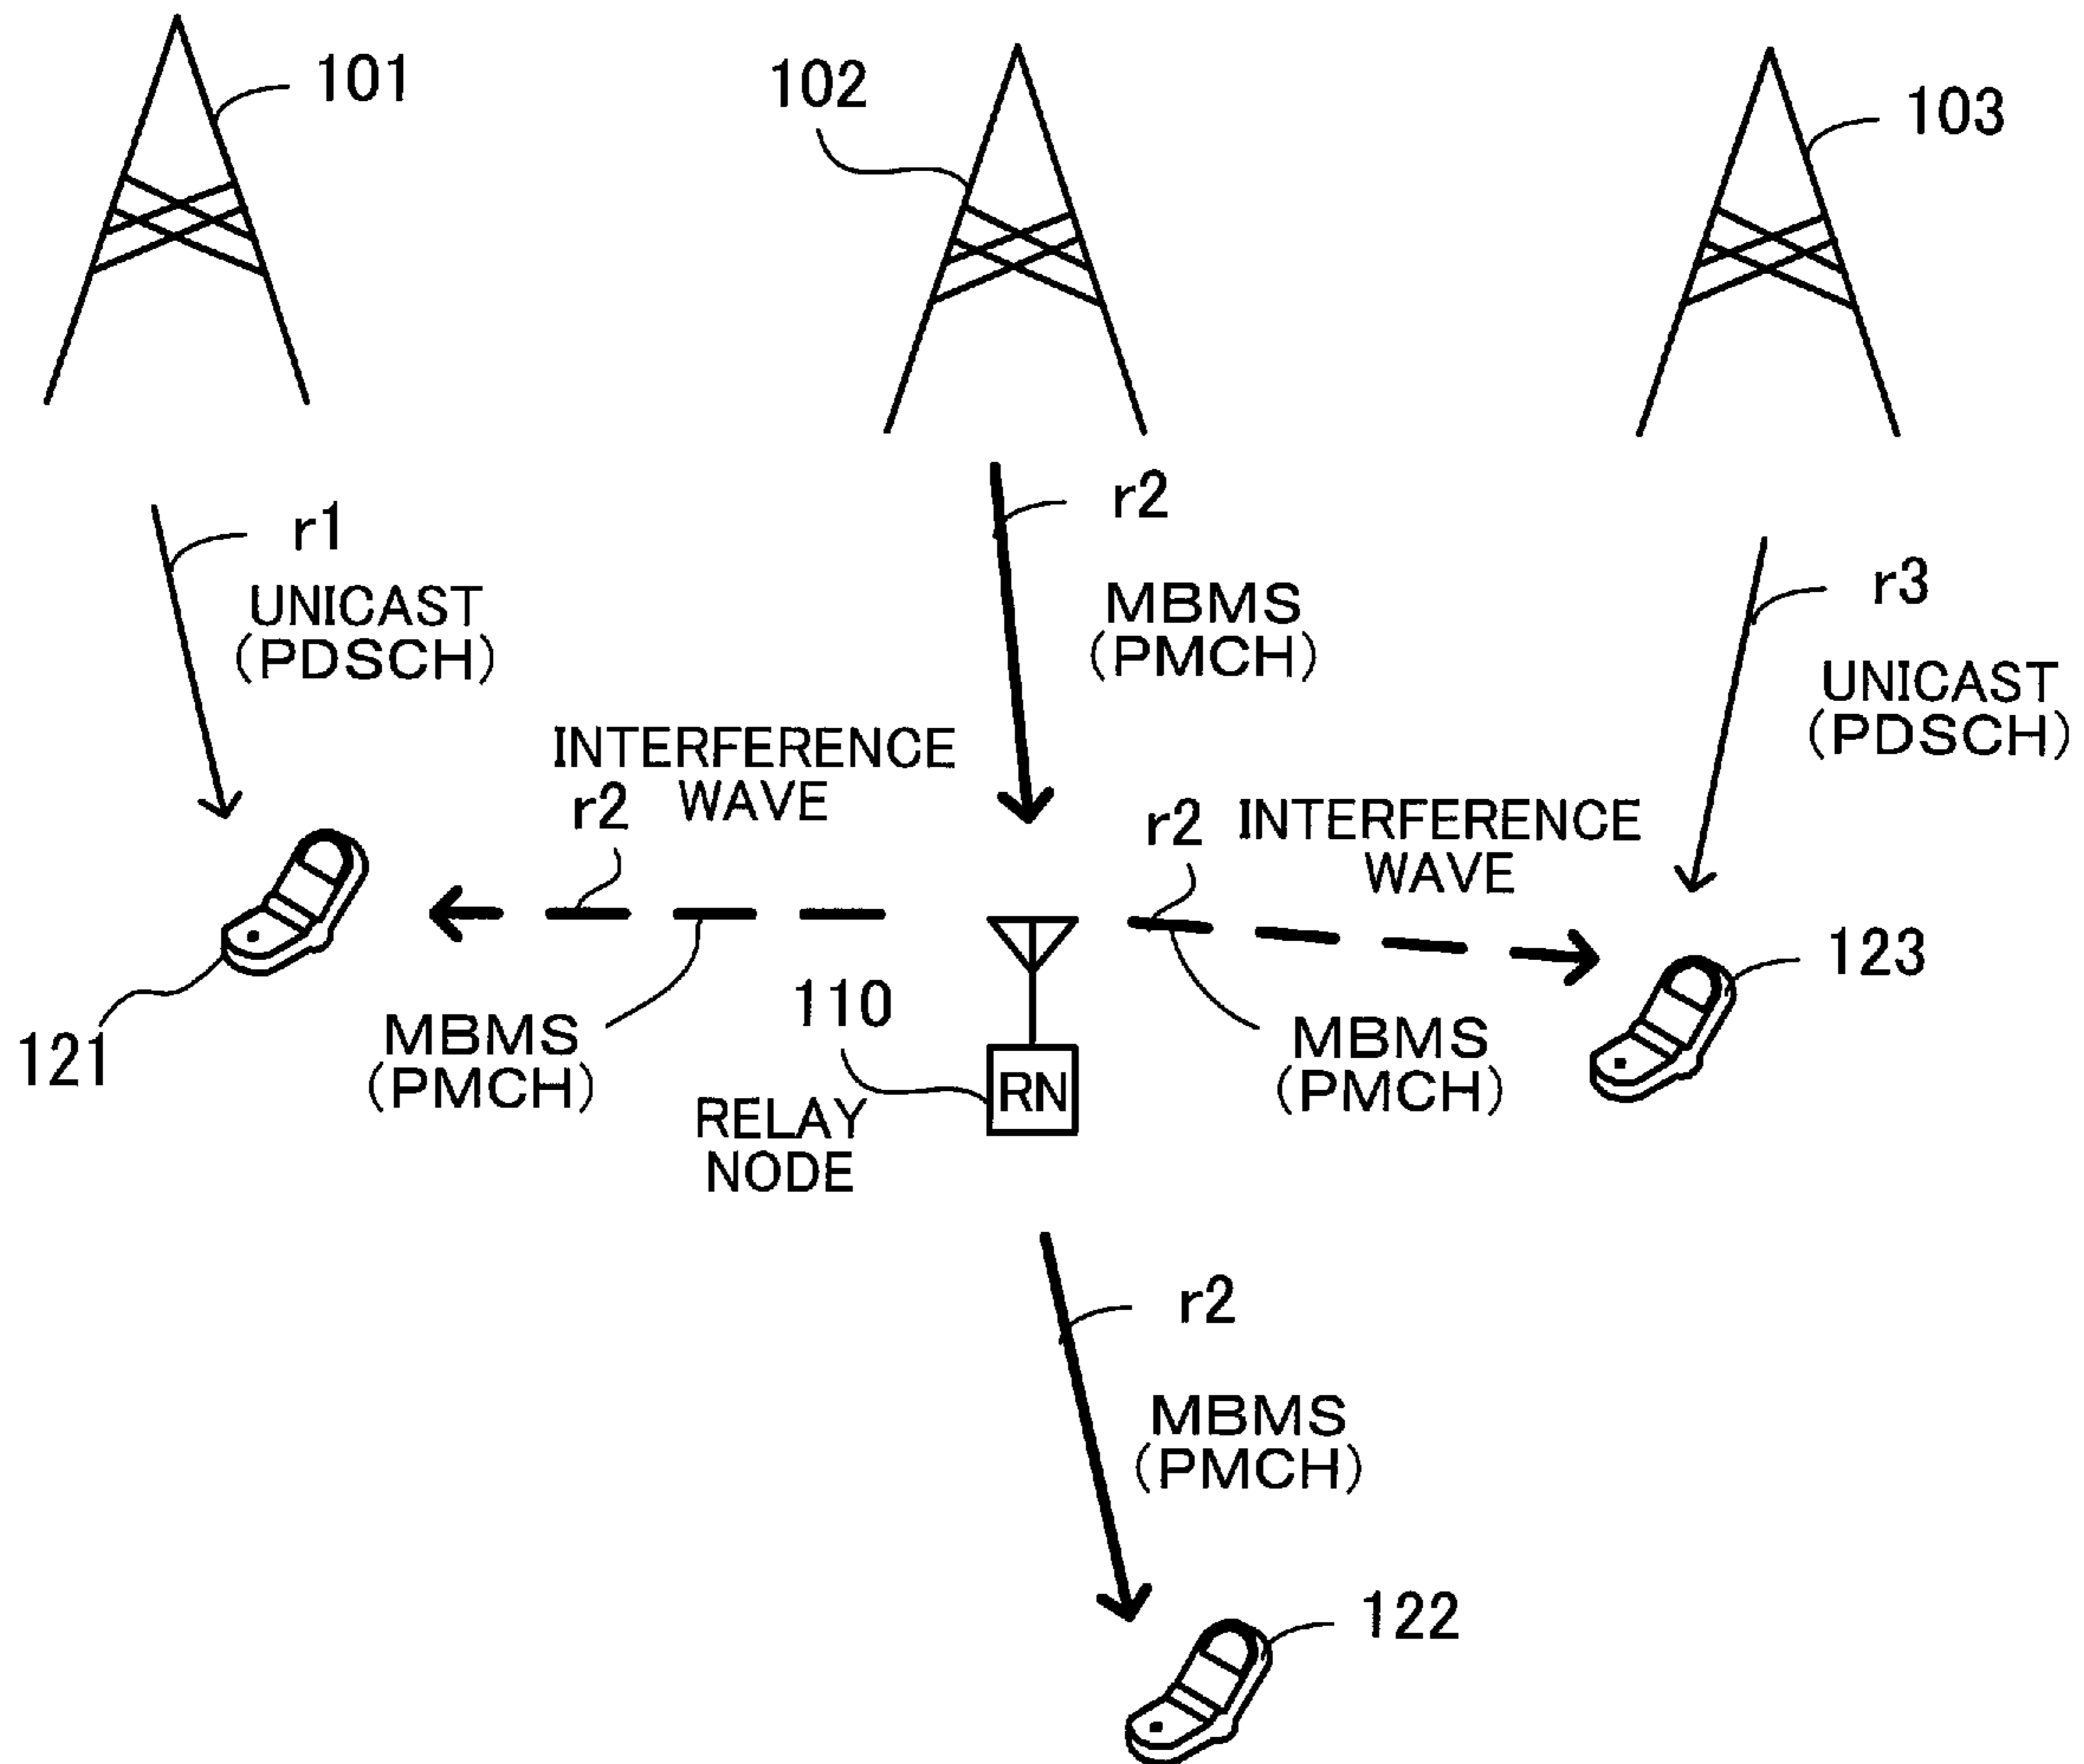 101
102
103
r1
UNICAST
(PDSCH)
r2
MBMS
(PMCH)
r3
UNICAST
(PDSCH)
INTERFERENCE
WAVE
r2
r2
INTERFERENCE
WAVE
121
MBMS
(PMCH)
110
RN
RELAY
NODE
MBMS
(PMCH)
123
r2
MBMS
(PMCH)
122